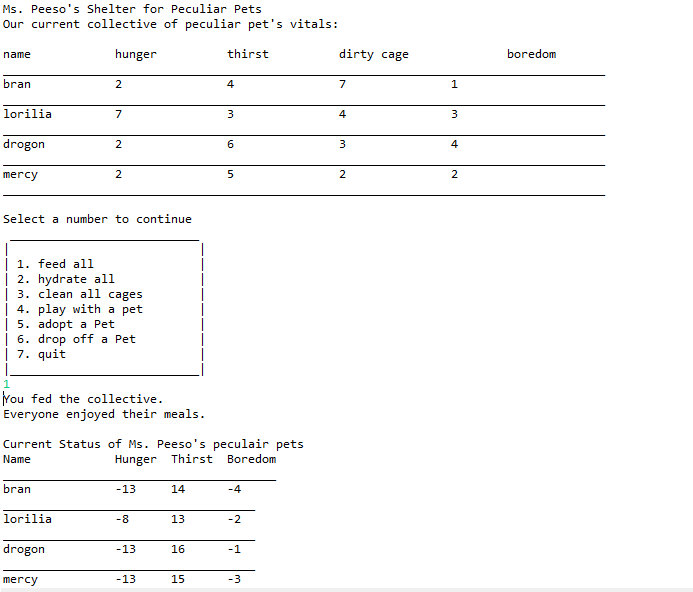 Ms. Peeso's Shelter for Peculiar Pets
Our current collective of peculiar pet's vitals:
name hunger thirst dirty cage boredom
bran 2 4 7 1
lorilia 7 3 4 3
drogon 2 6 3 4
mercy 2 5 2 2
Select a number to continue
1. feed all
2. hydrate all
3. clean all cages
4. play with a pet
5. adopt a Pet
6. drop off a Pet
7. quit
1
You fed the collective.
Everyone enjoyed their meals.
Current Status of Ms. Peeso's peculair pets
Name Hunger Thirst Boredom
bran -13 14 -4
lorilia -8 13 -2
drogon -13 16 -1
mercy -13 15 -3